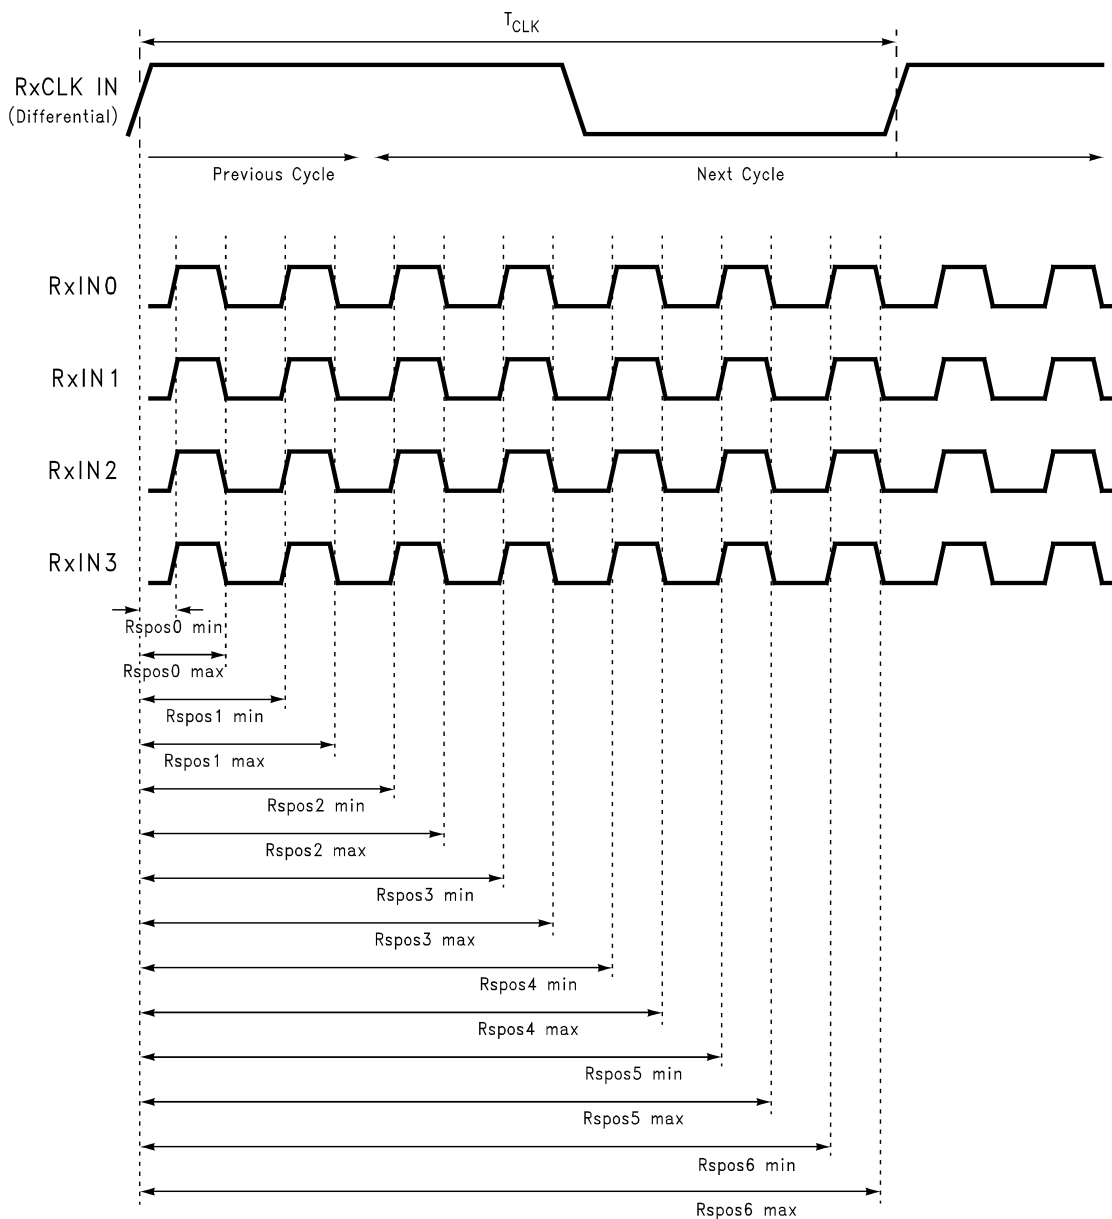 TCLK
RxCLK IN
(Differential)
Previous Cycle
Next Cycle
RxIN0
RxIN1
RxIN2
RxIN3
Rspos0 min
Rspos0 max
Rspos1 min
Rspos1 max
Rspos2 min
Rspos2 max
Rspos3 min
Rspos3 max
Rspos4 min
Rspos4 max
Rspos5 min
Rspos5 max
Rspos6 min
Rspos6 max